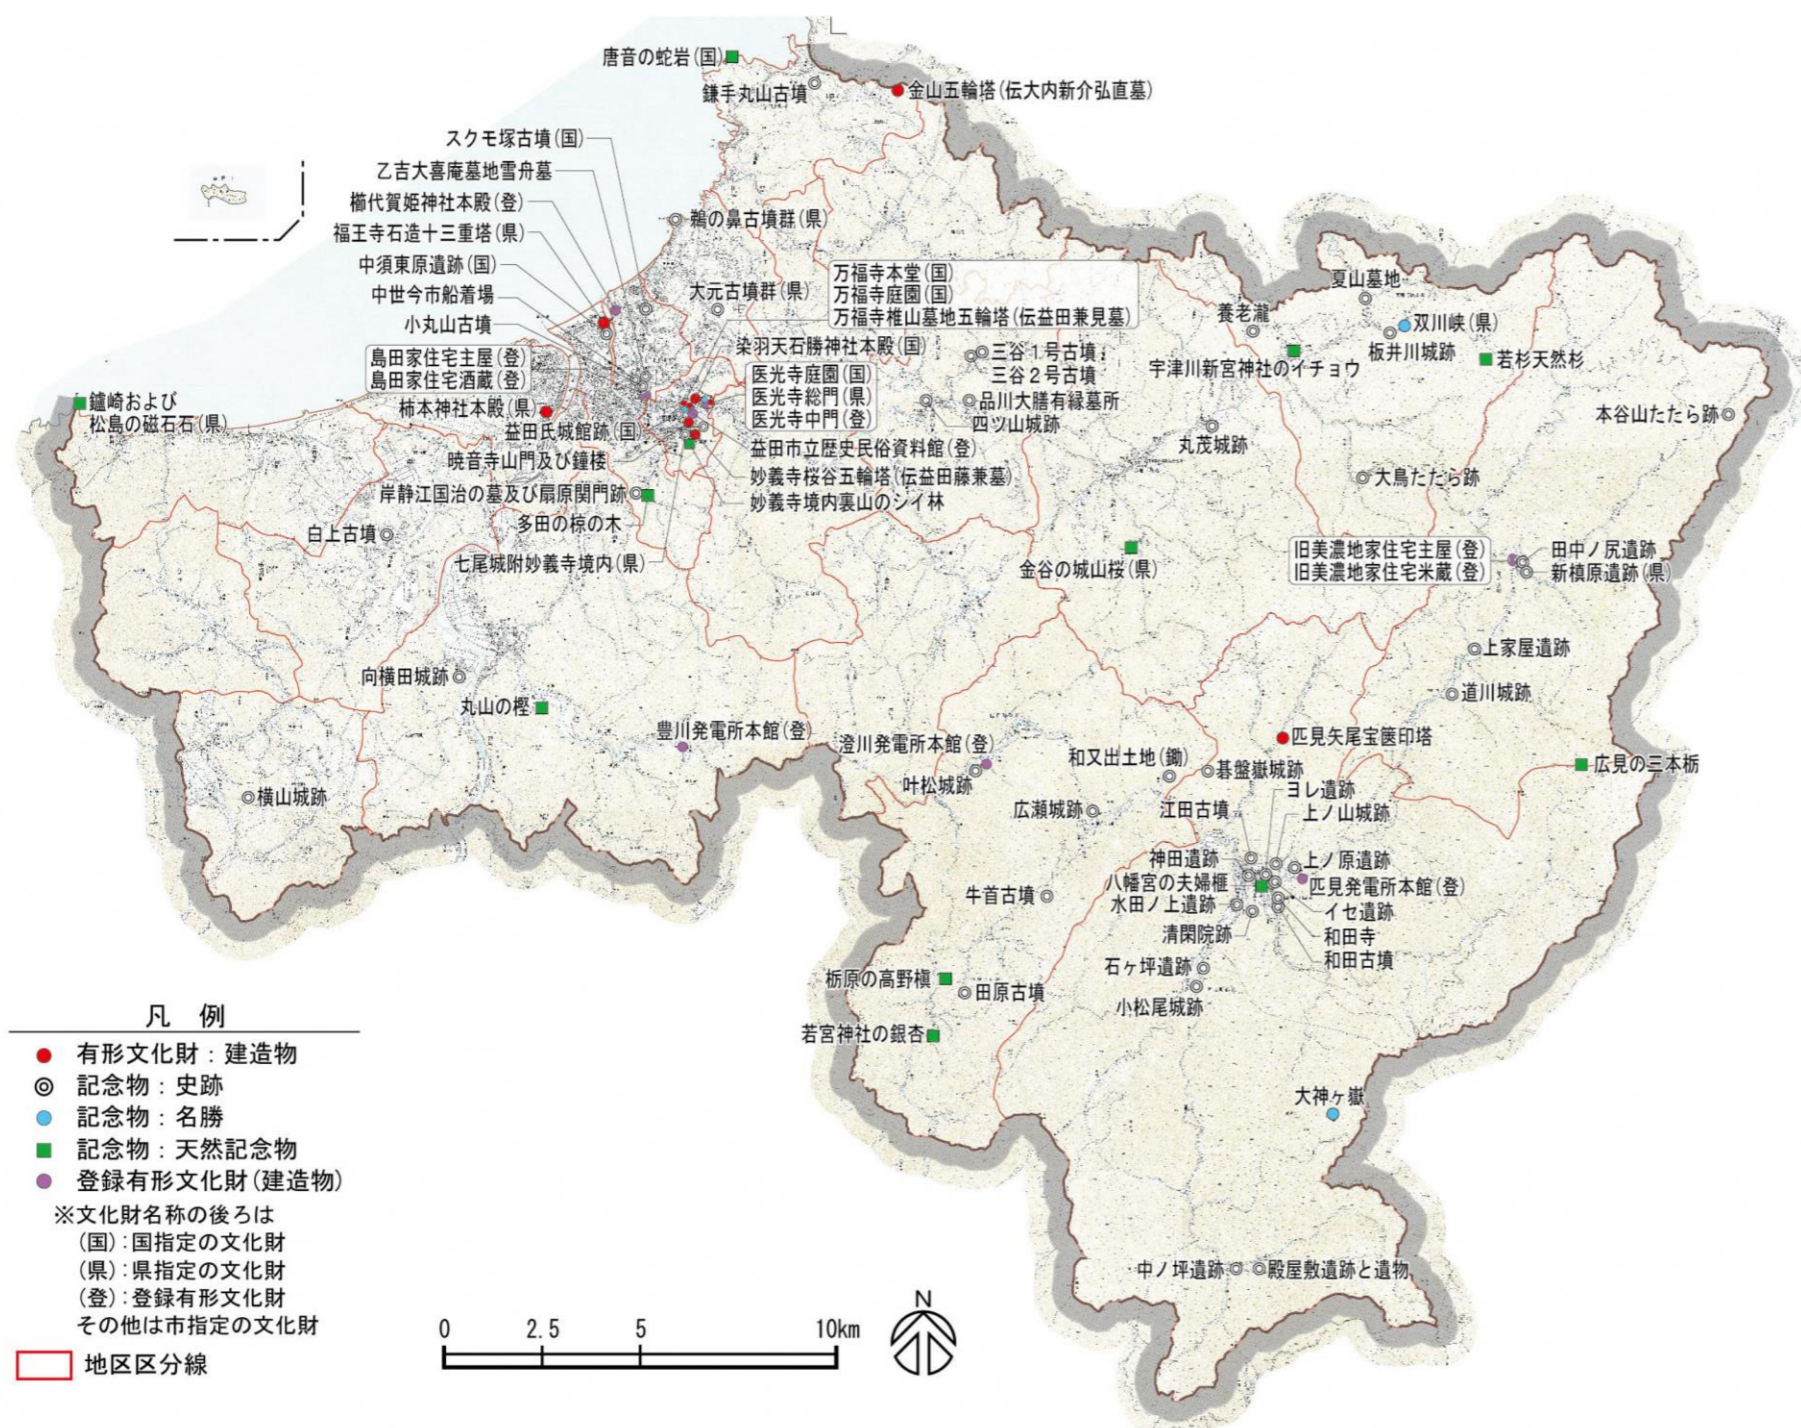 唐音の蛇岩(国)
鎌手丸山古墳
金山五輪塔(伝大内新介弘直墓)
スクモ塚古墳(国)
乙吉大喜庵墓地雪舟墓
櫛代賀姫神社本殿(登)
福王寺石造十三重塔(県)
中須東原遺跡(国)
中世今市船着場
小丸山古墳
島田家住宅主屋(登)
島田家住宅酒蔵(登)
柿本神社本殿(県)
益田氏城館跡(国)
暁音寺山門及び鐘楼
岸静江国治の墓及び扇原関門跡
多田の椋の木
七尾城附妙義寺境内(県)
鑪崎および
松島の磁石石(県)
白上古墳
向横田城跡
丸山の樫
横山城跡
豊川発電所本館(登)
鵜の鼻古墳群(県)
大元古墳群(県)
万福寺本堂(国)
万福寺庭園(国)
万福寺椎山墓地五輪塔(伝益田兼見墓)
染羽天石勝神社本殿(国)
医光寺庭園(国)
医光寺総門(県)
医光寺中門(登)
益田市立歴史民俗資料館(登)
妙義寺桜谷五輪塔(伝益田藤兼墓)
妙義寺境内裏山のシイ林
三谷1号古墳
三谷2号古墳
品川大膳有縁墓所
四ツ山城跡
養老瀧
夏山墓地
双川峡(県)
板井川城跡
宇津川新宮神社のイチョウ
若杉天然杉
本谷山たたら跡
丸茂城跡
大鳥たたら跡
金谷の城山桜(県)
旧美濃地家住宅主屋(登)
旧美濃地家住宅米蔵(登)
田中ノ尻遺跡
新槙原遺跡(県)
上家屋遺跡
道川城跡
広見の三本栃
匹見矢尾宝篋印塔
澄川発電所本館(登)
叶松城跡
和又出土地(鋤)
碁盤嶽城跡
広瀬城跡
江田古墳
ヨレ遺跡
上ノ山城跡
神田遺跡
上ノ原遺跡
八幡宮の夫婦榧
匹見発電所本館(登)
水田ノ上遺跡
イセ遺跡
清閑院跡
和田寺
和田古墳
牛首古墳
石ヶ坪遺跡
小松尾城跡
栃原の高野槇
田原古墳
若宮神社の銀杏
大神ヶ嶽
中ノ坪遺跡
殿屋敷遺跡と遺物
凡 例
有形文化財：建造物
記念物：史跡
記念物：名勝
記念物：天然記念物
登録有形文化財(建造物)
※文化財名称の後ろは
(国)：国指定の文化財
(県)：県指定の文化財
(登)：登録有形文化財
その他は市指定の文化財
地区区分線
0 2.5 5 10km
N